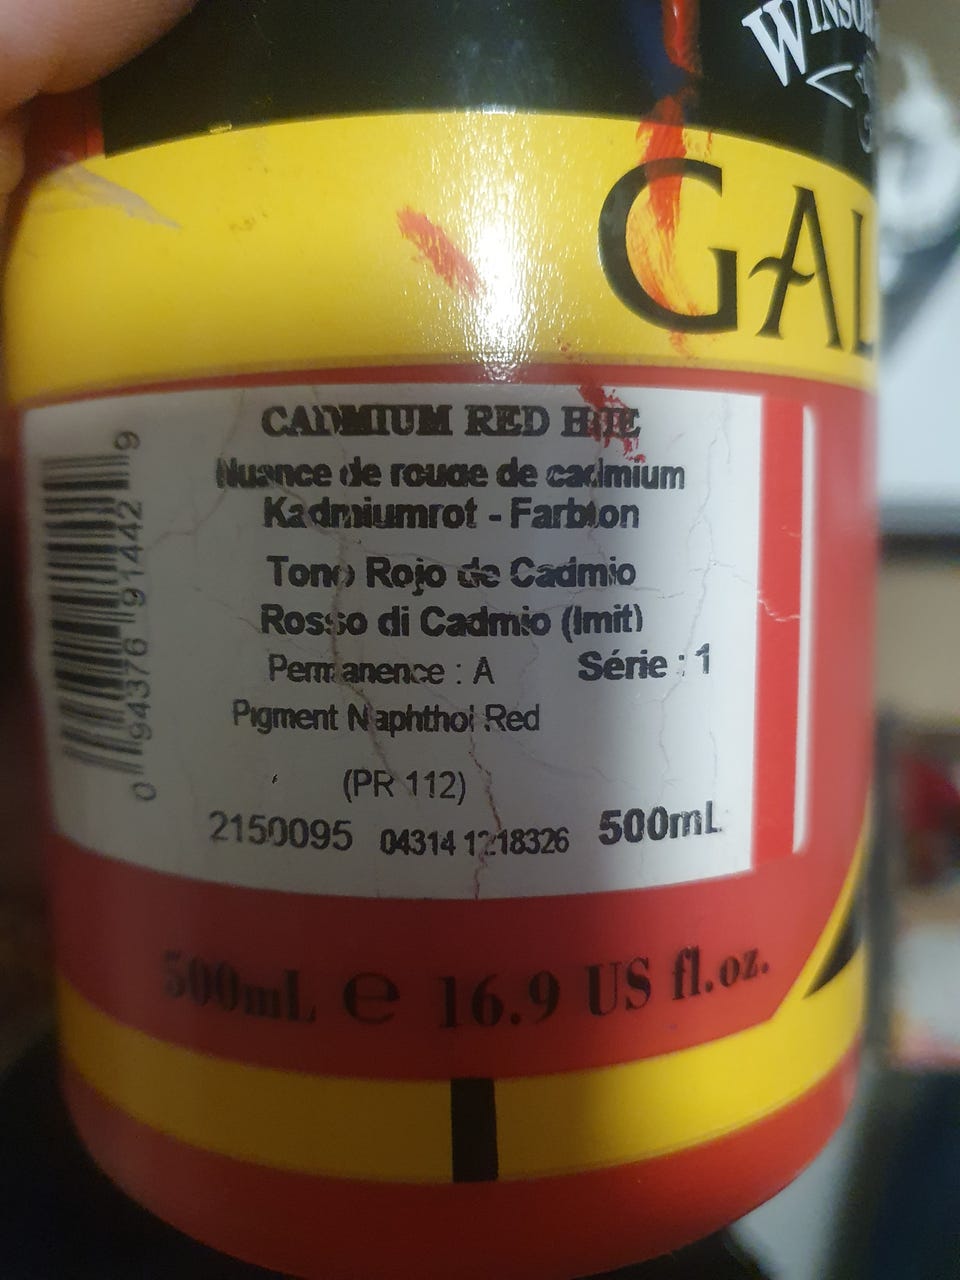 WINSOR
GAL
CADMIUM RED HUE
Nuance de rouge de cadmium
Kadmiumrot - Farbton
Tono Rojo de Cadmio
Rosso di Cadmio (Imit)
Permanence : A Série : 1
Pigment Naphthol Red
(PR 112)
2150095 04314 1218326 500mL
0 94376 91442 9
500mL e 16.9 US fl.oz.